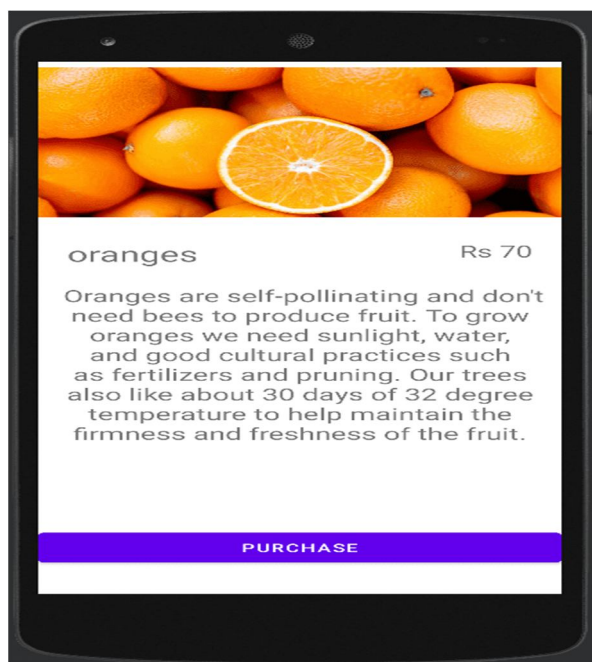 oranges
Rs 70
Oranges are self-pollinating and don't
need bees to produce fruit. To grow
oranges we need sunlight, water,
and good cultural practices such
as fertilizers and pruning. Our trees
also like about 30 days of 32 degree
temperature to help maintain the
firmness and freshness of the fruit.
PURCHASE